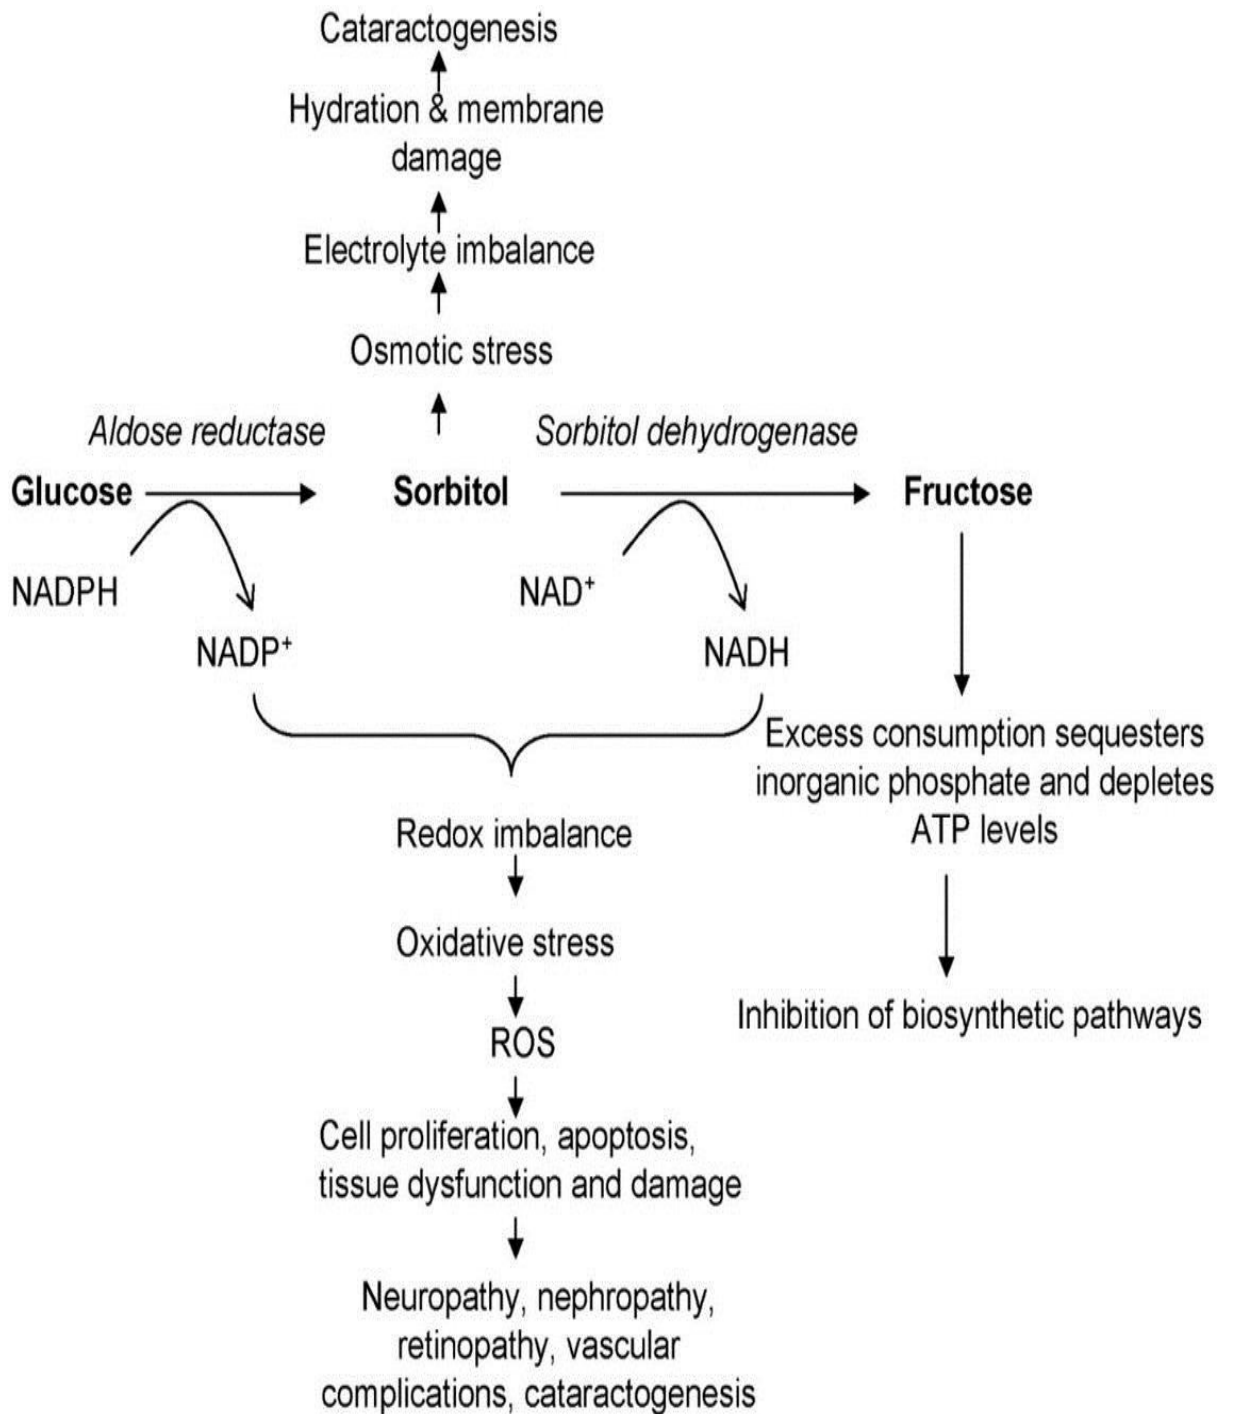 Cataractogenesis
Hydration & membrane
damage
Electrolyte imbalance
Osmotic stress
Aldose reductase
Sorbitol dehydrogenase
Glucose
Sorbitol
Fructose
NADPH
NAD⁺
NADP⁺
NADH
Excess consumption sequesters
inorganic phosphate and depletes
ATP levels
Redox imbalance
Oxidative stress
Inhibition of biosynthetic pathways
ROS
Cell proliferation, apoptosis,
tissue dysfunction and damage
Neuropathy, nephropathy,
retinopathy, vascular
complications, cataractogenesis